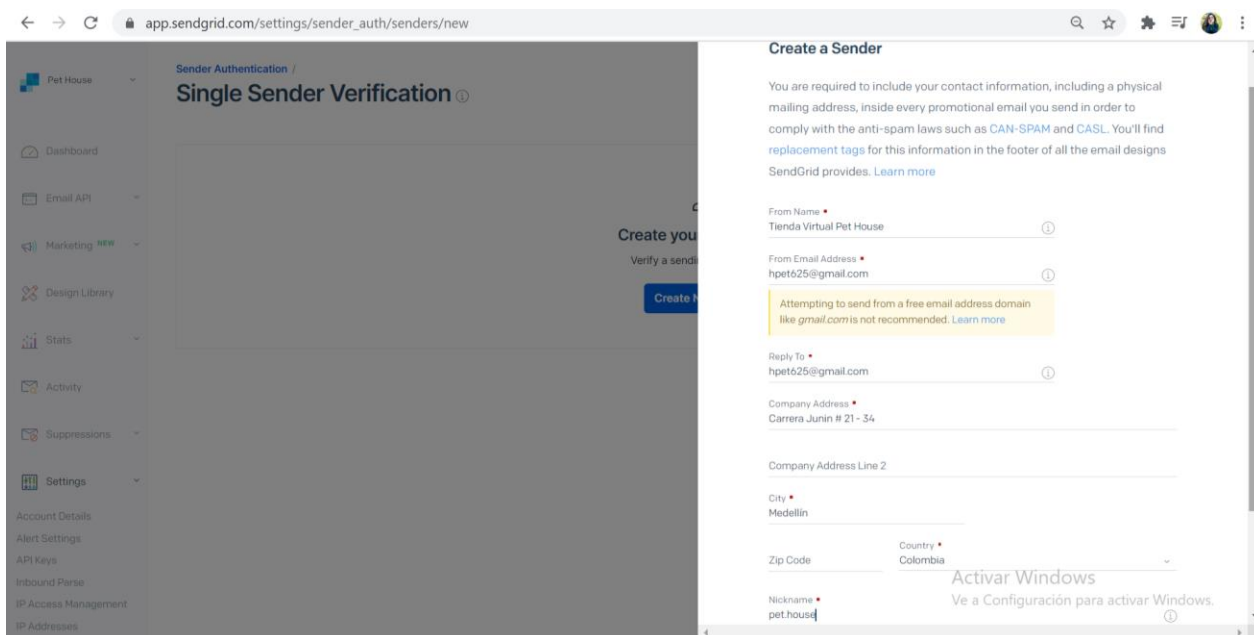 app.sendgrid.com/settings/sender_auth/senders/new
Pet House
Dashboard
Email API
Marketing NEW
Design Library
Stats
Activity
Suppressions
Settings
Account Details
Alert Settings
API Keys
Inbound Parse
IP Access Management
IP Addresses
Sender Authentication /
Single Sender Verification
Create you
Verify a sendi
Create N
Create a Sender
You are required to include your contact information, including a physical
mailing address, inside every promotional email you send in order to
comply with the anti-spam laws such as CAN-SPAM and CASL. You'll find
replacement tags for this information in the footer of all the email designs
SendGrid provides. Learn more
From Name •
Tienda Virtual Pet House
From Email Address •
hpet625@gmail.com
Attempting to send from a free email address domain
like gmail.com is not recommended. Learn more
Reply To •
hpet625@gmail.com
Company Address •
Carrera Junin # 21 - 34
Company Address Line 2
City •
Medellín
Zip Code
Country •
Colombia
Nickname •
pet.house
Activar Windows
Ve a Configuración para activar Windows.